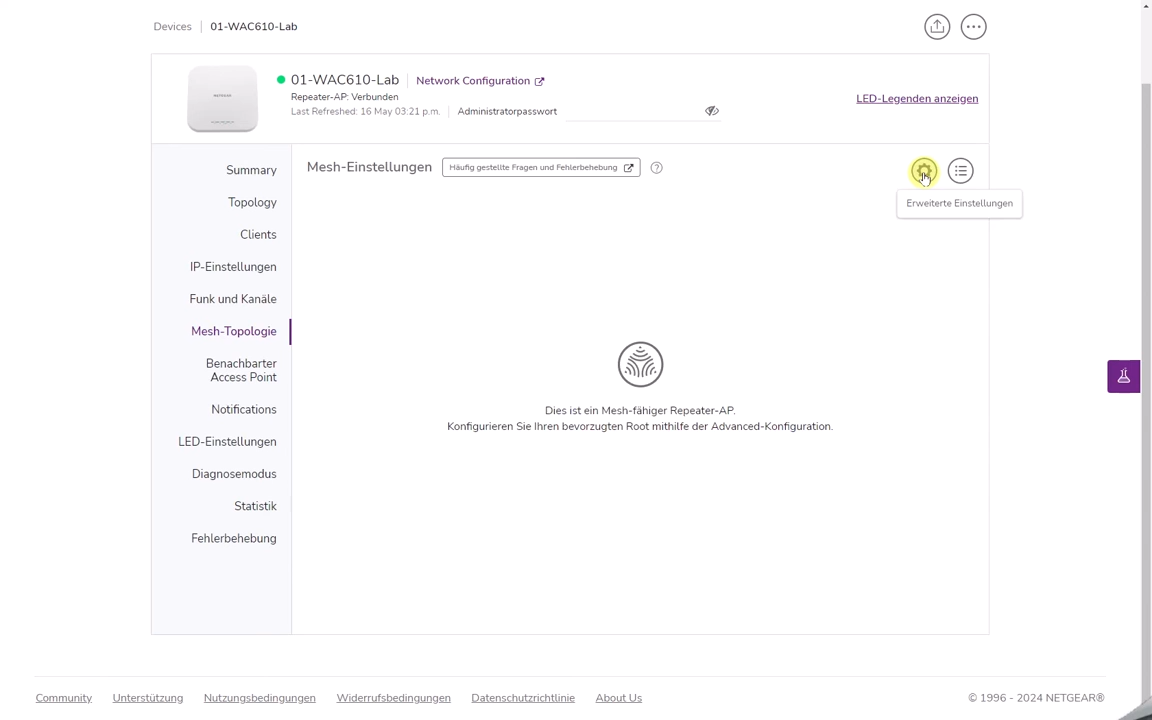 Devices | 01-WAC610-Lab
01-WAC610-Lab | Network Configuration
Repeater-AP: Verbunden
Last Refreshed: 16 May 03:21 p.m. | Administratorpasswort
LED-Legenden anzeigen
NETGEAR
Mesh-Einstellungen
Häufig gestellte Fragen und Fehlerbehebung
Erweiterte Einstellungen
Summary
Topology
Clients
IP-Einstellungen
Funk und Kanäle
Mesh-Topologie
Benachbarter
Access Point
Notifications
LED-Einstellungen
Diagnosemodus
Statistik
Fehlerbehebung
Dies ist ein Mesh-fähiger Repeater-AP.
Konfigurieren Sie Ihren bevorzugten Root mithilfe der Advanced-Konfiguration.
Community
Unterstützung
Nutzungsbedingungen
Widerrufsbedingungen
Datenschutzrichtlinie
About Us
© 1996 - 2024 NETGEAR®